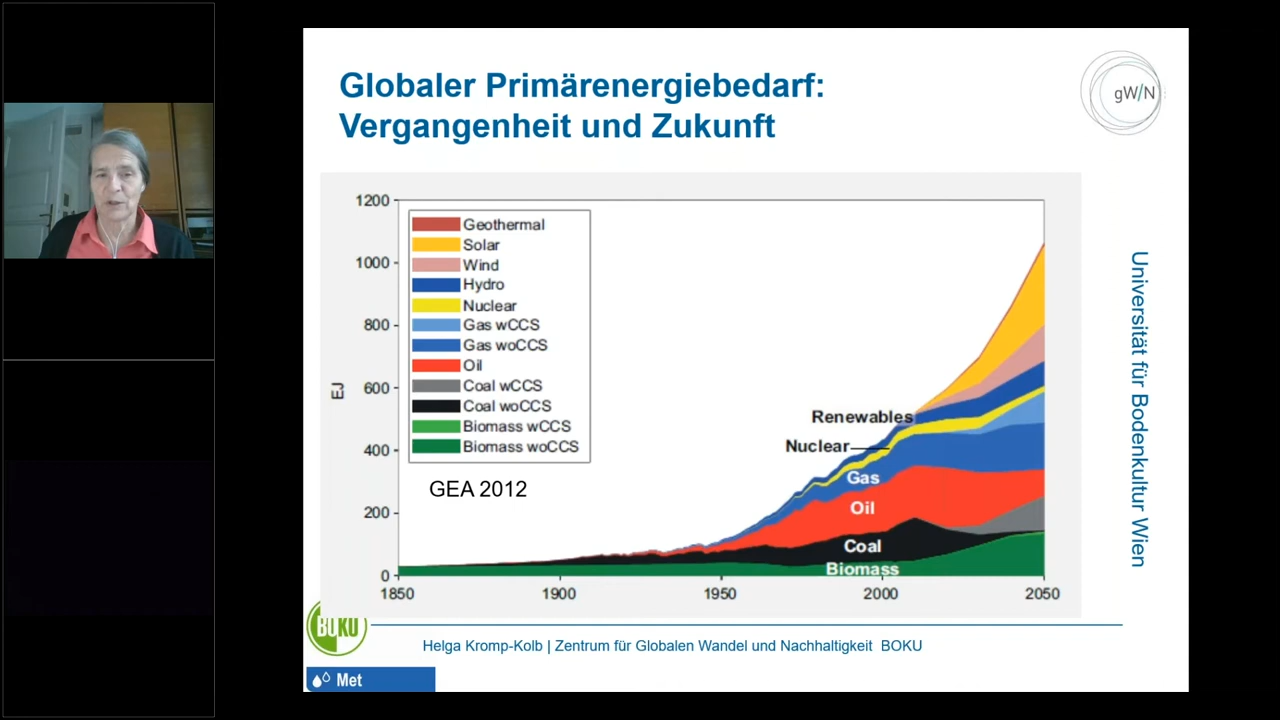 Globaler Primärenergiebedarf:
Vergangenheit und Zukunft
gW/N
1200
1000
800
600
400
200
0
EJ
Geothermal
Solar
Wind
Hydro
Nuclear
Gas wCCS
Gas woCCS
Oil
Coal wCCS
Coal woCCS
Biomass wCCS
Biomass woCCS
GEA 2012
Renewables
Nuclear
Gas
Oil
Coal
Biomass
1850
1900
1950
2000
2050
Universität für Bodenkultur Wien
BOKU
Helga Kromp-Kolb | Zentrum für Globalen Wandel und Nachhaltigkeit BOKU
Met